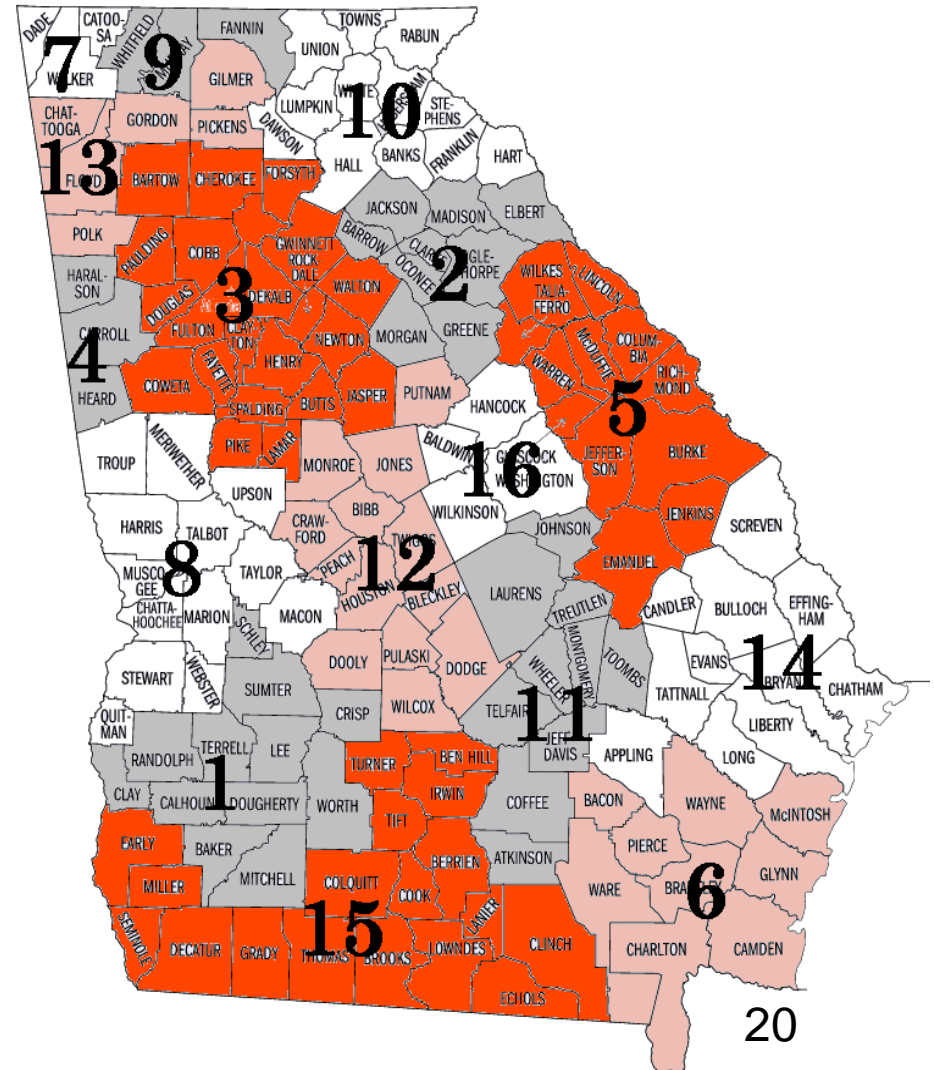 DADE
CATOO-
SA
WHITFIELD
FANNIN
TOWNS
UNION
RABUN
7
9
WALKER
GILMER
LUMPKIN
WHITE
10
STE-
PHENS
CHAT-
TOOGA
GORDON
PICKENS
DAWSON
HALL
BANKS
FRANKLIN
HART
13
FLOYD
BARTOW
CHEROKEE
FORSYTH
JACKSON
MADISON
ELBERT
POLK
PAULDING
COBB
GWINNETT
BARROW
CLARKE
OCONEE
OGLE-
THORPE
2
HARAL-
SON
ROCK
DALE
WALTON
WILKES
LINCOLN
TALIA-
FERRO
DOUGLAS
3
DEKALB
FULTON
CLAY
TON
NEWTON
MORGAN
GREENE
CARROLL
4
HEARD
COWETA
FAYETTE
HENRY
SPALDING
BUTTS
JASPER
PUTNAM
HANCOCK
WARREN
McDUFFIE
COLUM-
BIA
RICH-
MOND
5
TROUP
MERIWETHER
PIKE
LAMAR
MONROE
JONES
BALDWIN
GLASCOCK
16
WASHINGTON
JEFFER-
SON
BURKE
UPSON
BIBB
WILKINSON
JENKINS
SCREVEN
HARRIS
TALBOT
CRAW-
FORD
TWIGGS
JOHNSON
8
TAYLOR
PEACH
12
EMANUEL
MUSCO
GEE
HOUSTON
BLECKLEY
LAURENS
CHATTA-
HOOCHEE
MARION
MACON
TREUTLEN
CANDLER
BULLOCH
EFFING-
HAM
SCHLEY
DOOLY
PULASKI
DODGE
WHEELER
MONTGOMERY
TOOMBS
EVANS
14
BRYAN
CHATHAM
STEWART
WEBSTER
SUMTER
TATTNALL
CRISP
WILCOX
TELFAIR
11
LIBERTY
QUIT-
MAN
JEFF
DAVIS
APPLING
LONG
RANDOLPH
TERRELL
LEE
TURNER
BEN HILL
1
CLAY
CALHOUN
DOUGHERTY
WORTH
IRWIN
COFFEE
BACON
WAYNE
McINTOSH
TIFT
EARLY
BAKER
PIERCE
MITCHELL
BERRIEN
ATKINSON
GLYNN
MILLER
COLQUITT
COOK
WARE
BRANTLEY
6
15
LANIER
SEMINOLE
DECATUR
GRADY
THOMAS
BROOKS
LOWNDES
CLINCH
CHARLTON
CAMDEN
ECHOLS
20